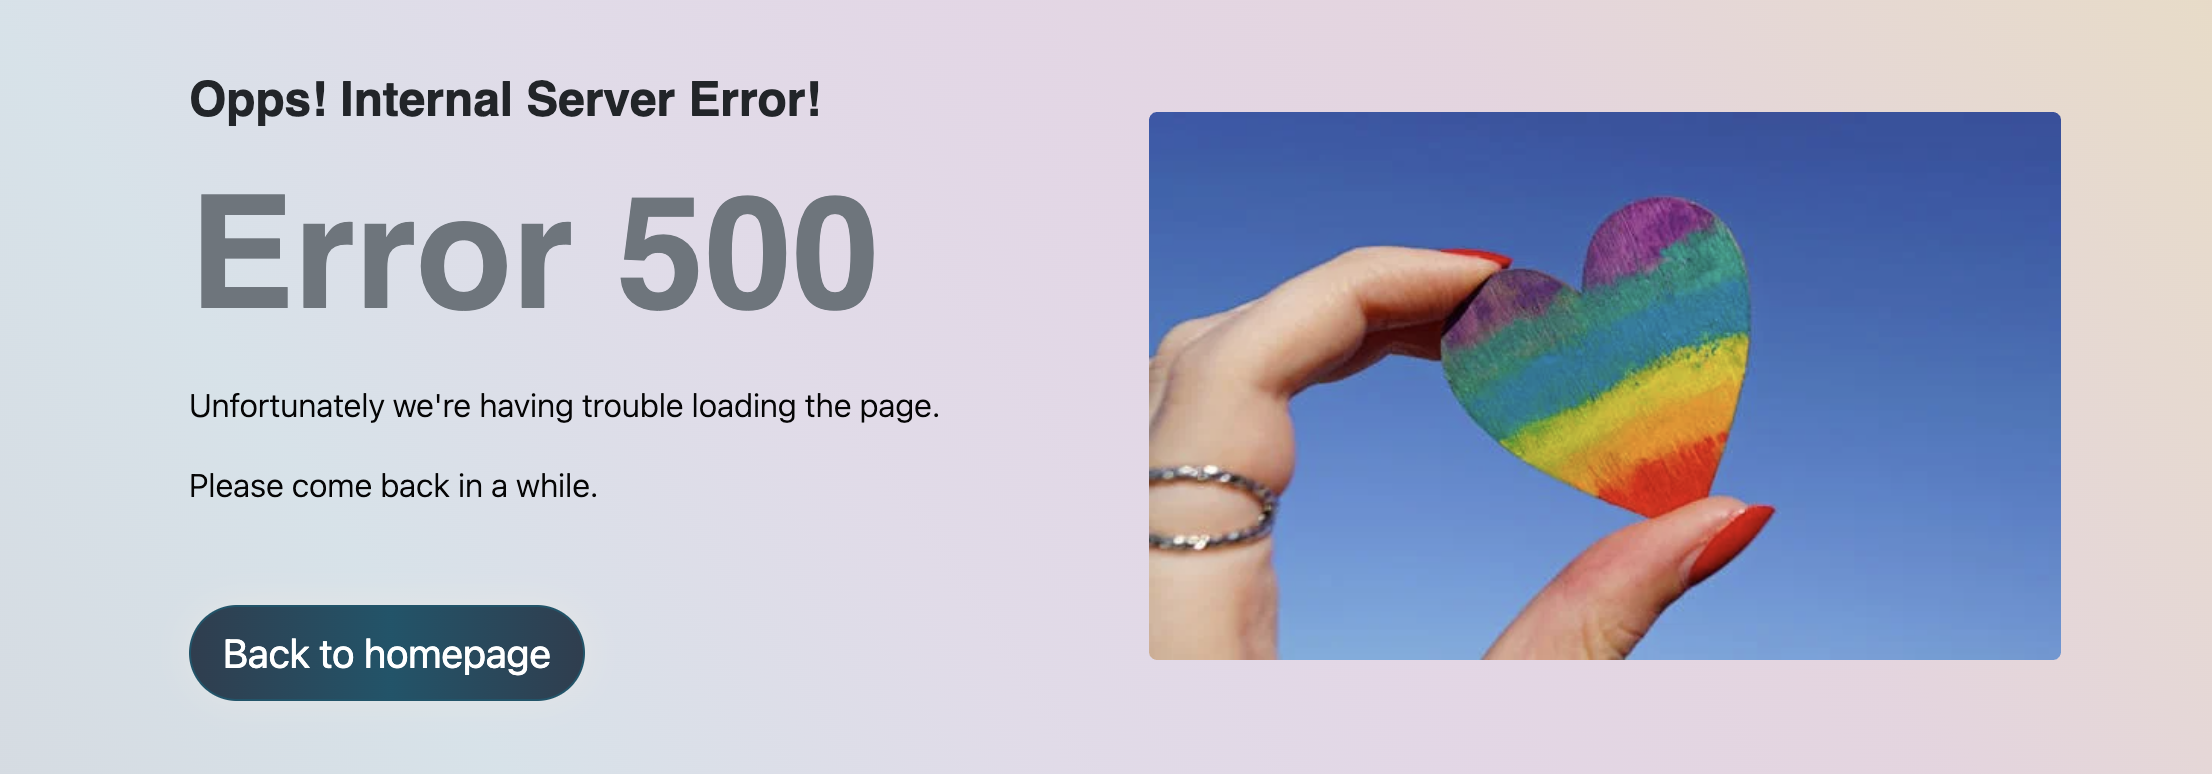 Opps! Internal Server Error!
Error 500
Unfortunately we're having trouble loading the page.
Please come back in a while.
Back to homepage